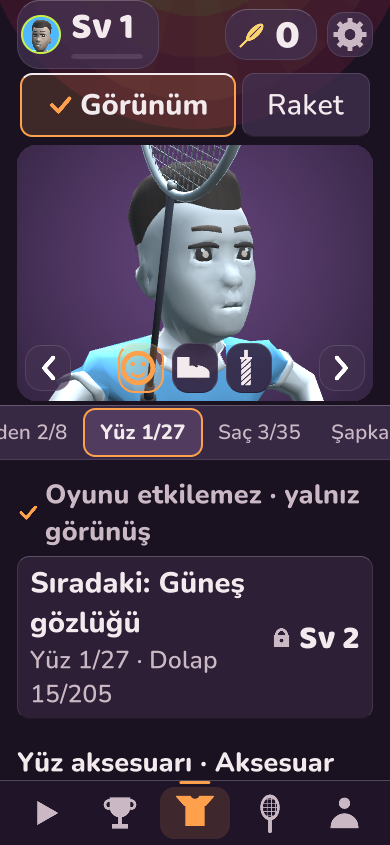 Sv 1
0
Görünüm
Raket
den 2/8
Yüz 1/27
Saç 3/35
Şapka
Oyunu etkilemez · yalnız
görünüş
Sıradaki: Güneş
gözlüğü
Sv 2
Yüz 1/27 · Dolap
15/205
Yüz aksesuarı · Aksesuar